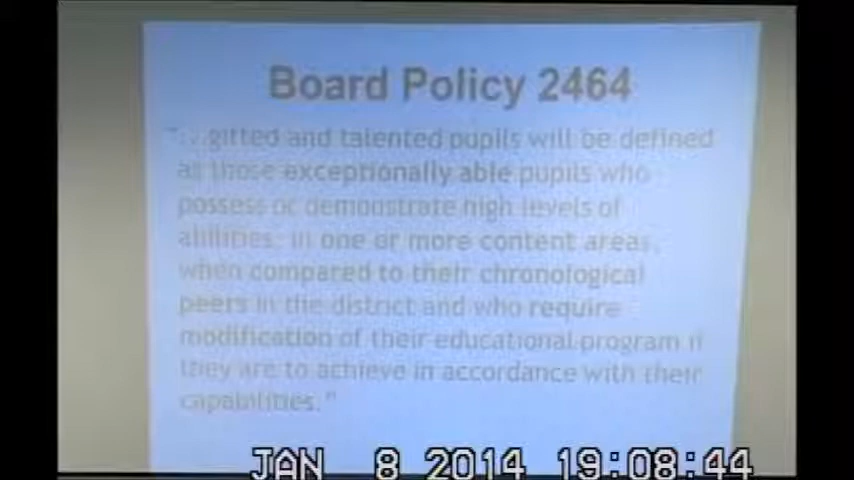 Board Policy 2464
"...gifted and talented pupils will be defined
as those exceptionally able pupils who
possess or demonstrate high levels of
abilities, in one or more content areas,
when compared to their chronological
peers in the district and who require
modification of their educational program if
they are to achieve in accordance with their
capabilities."
JAN 8 2014 19:08:44